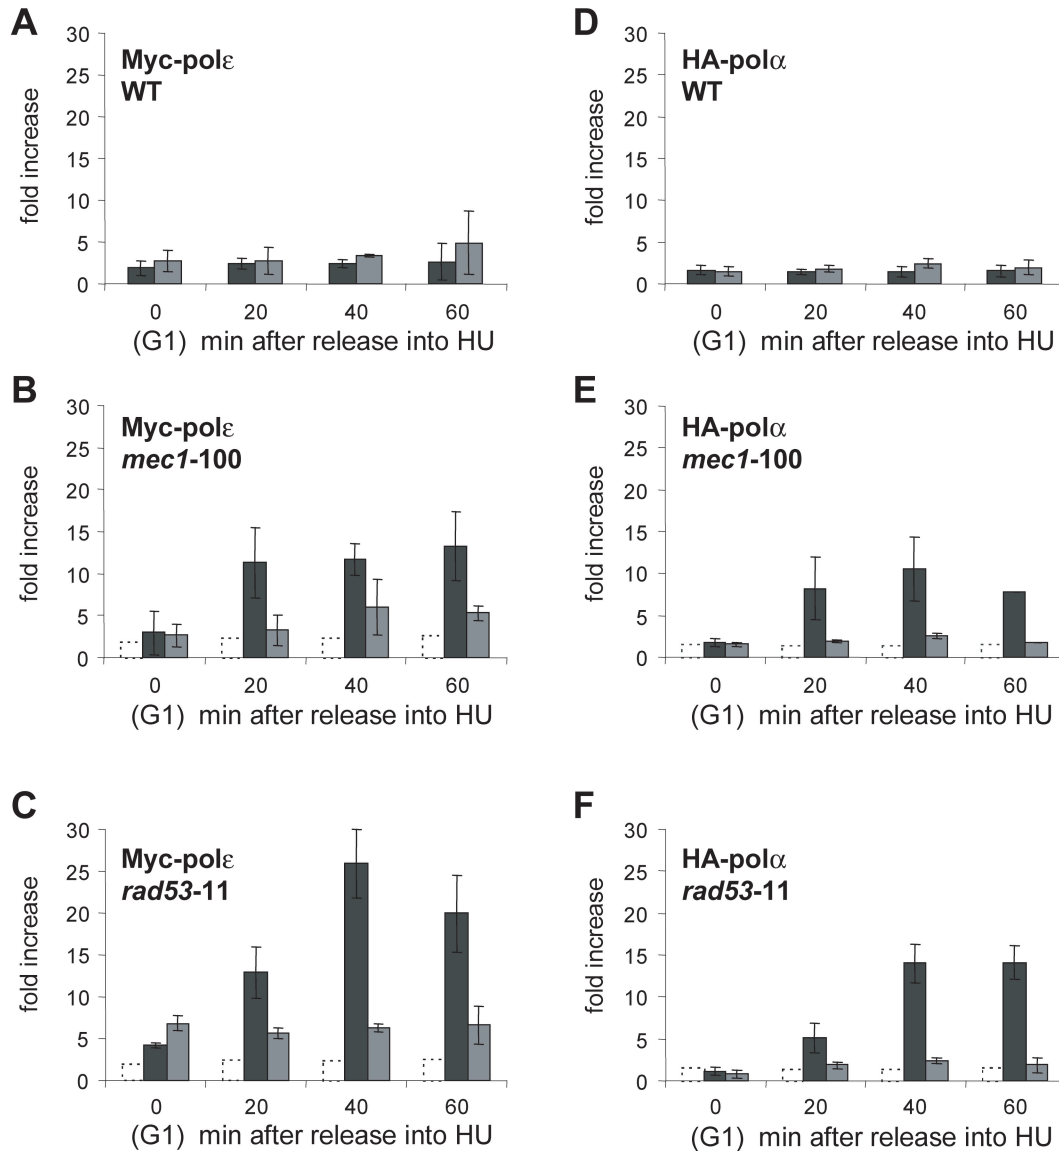 A
Myc-polε
WT
fold increase
30
25
20
15
10
5
0
0 20 40 60
(G1) min after release into HU
D
HA-polα
WT
fold increase
30
25
20
15
10
5
0
0 20 40 60
(G1) min after release into HU
B
Myc-polε
mec1-100
fold increase
30
25
20
15
10
5
0
0 20 40 60
(G1) min after release into HU
E
HA-polα
mec1-100
fold increase
30
25
20
15
10
5
0
0 20 40 60
(G1) min after release into HU
C
Myc-polε
rad53-11
fold increase
30
25
20
15
10
5
0
0 20 40 60
(G1) min after release into HU
F
HA-polα
rad53-11
fold increase
30
25
20
15
10
5
0
0 20 40 60
(G1) min after release into HU